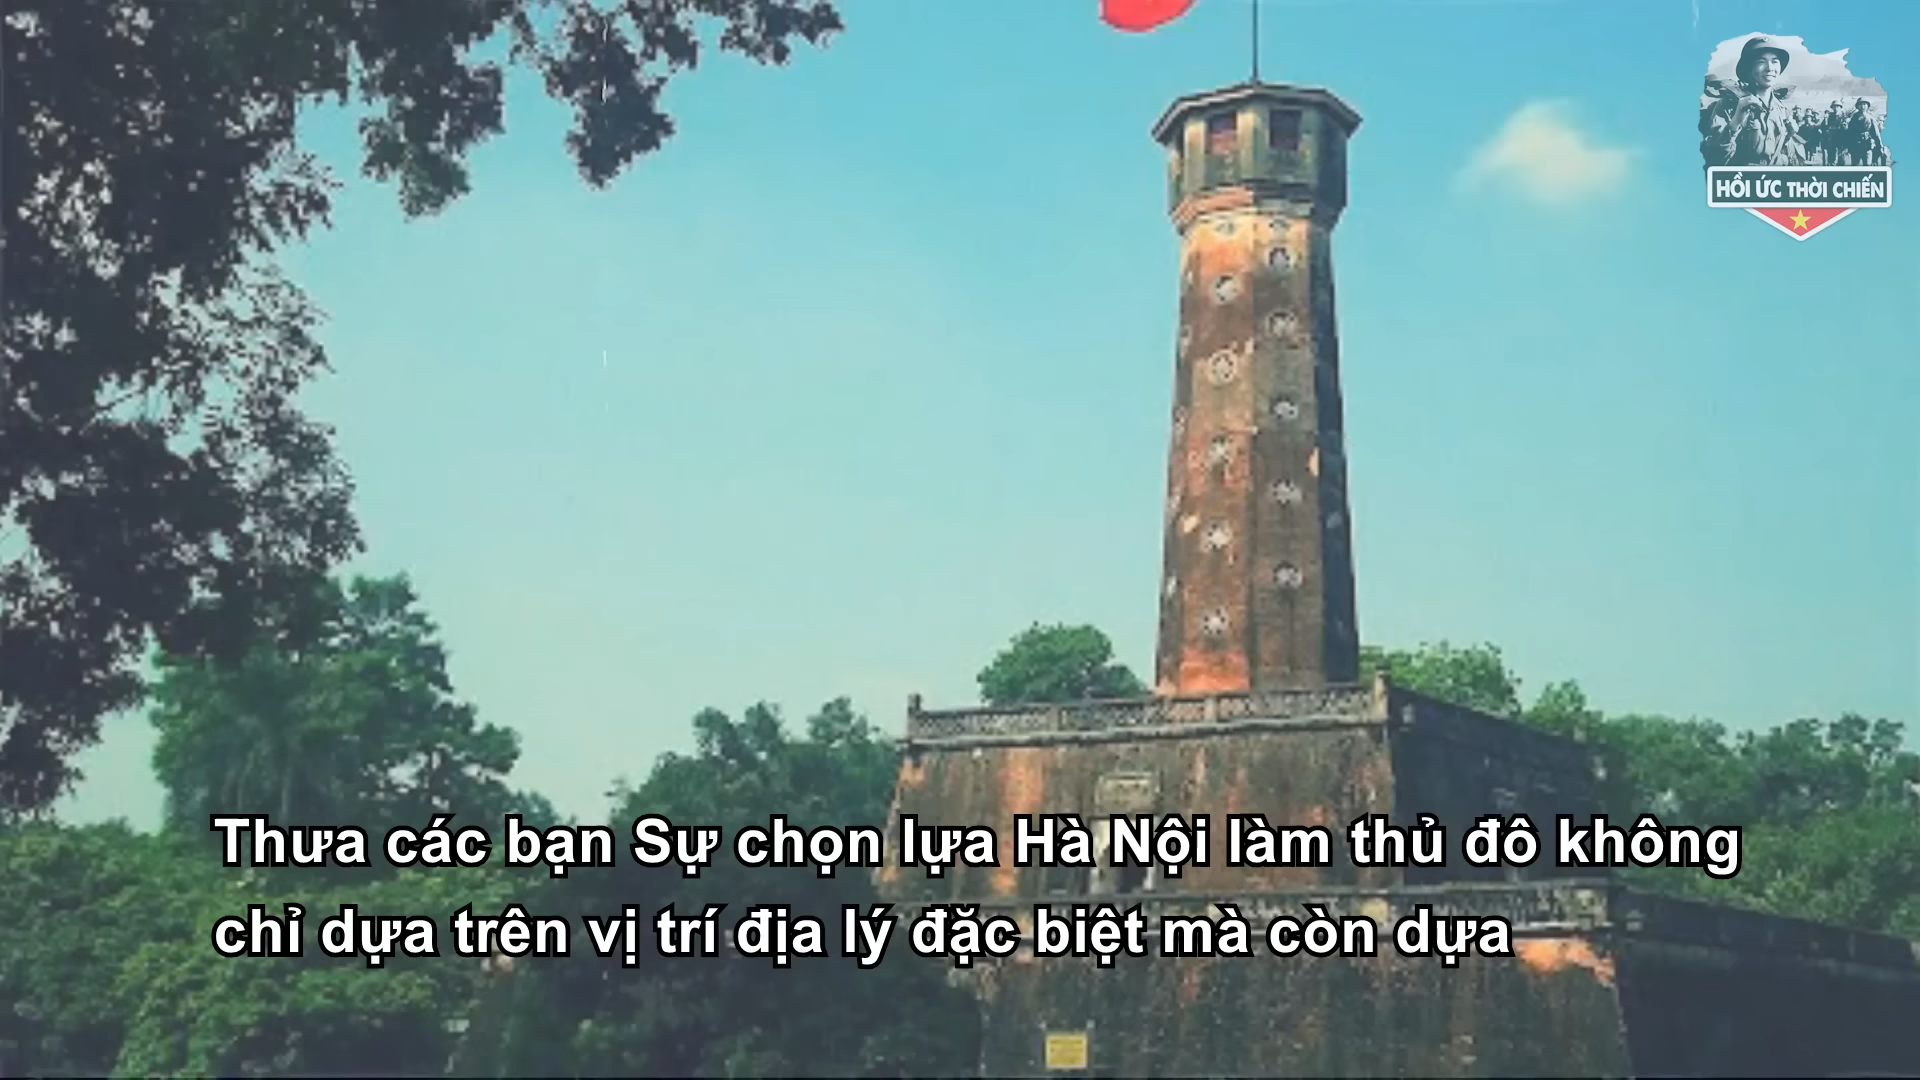 HỒI ỨC THỜI CHIẾN
Thưa các bạn Sự chọn lựa Hà Nội làm thủ đô không
chỉ dựa trên vị trí địa lý đặc biệt mà còn dựa